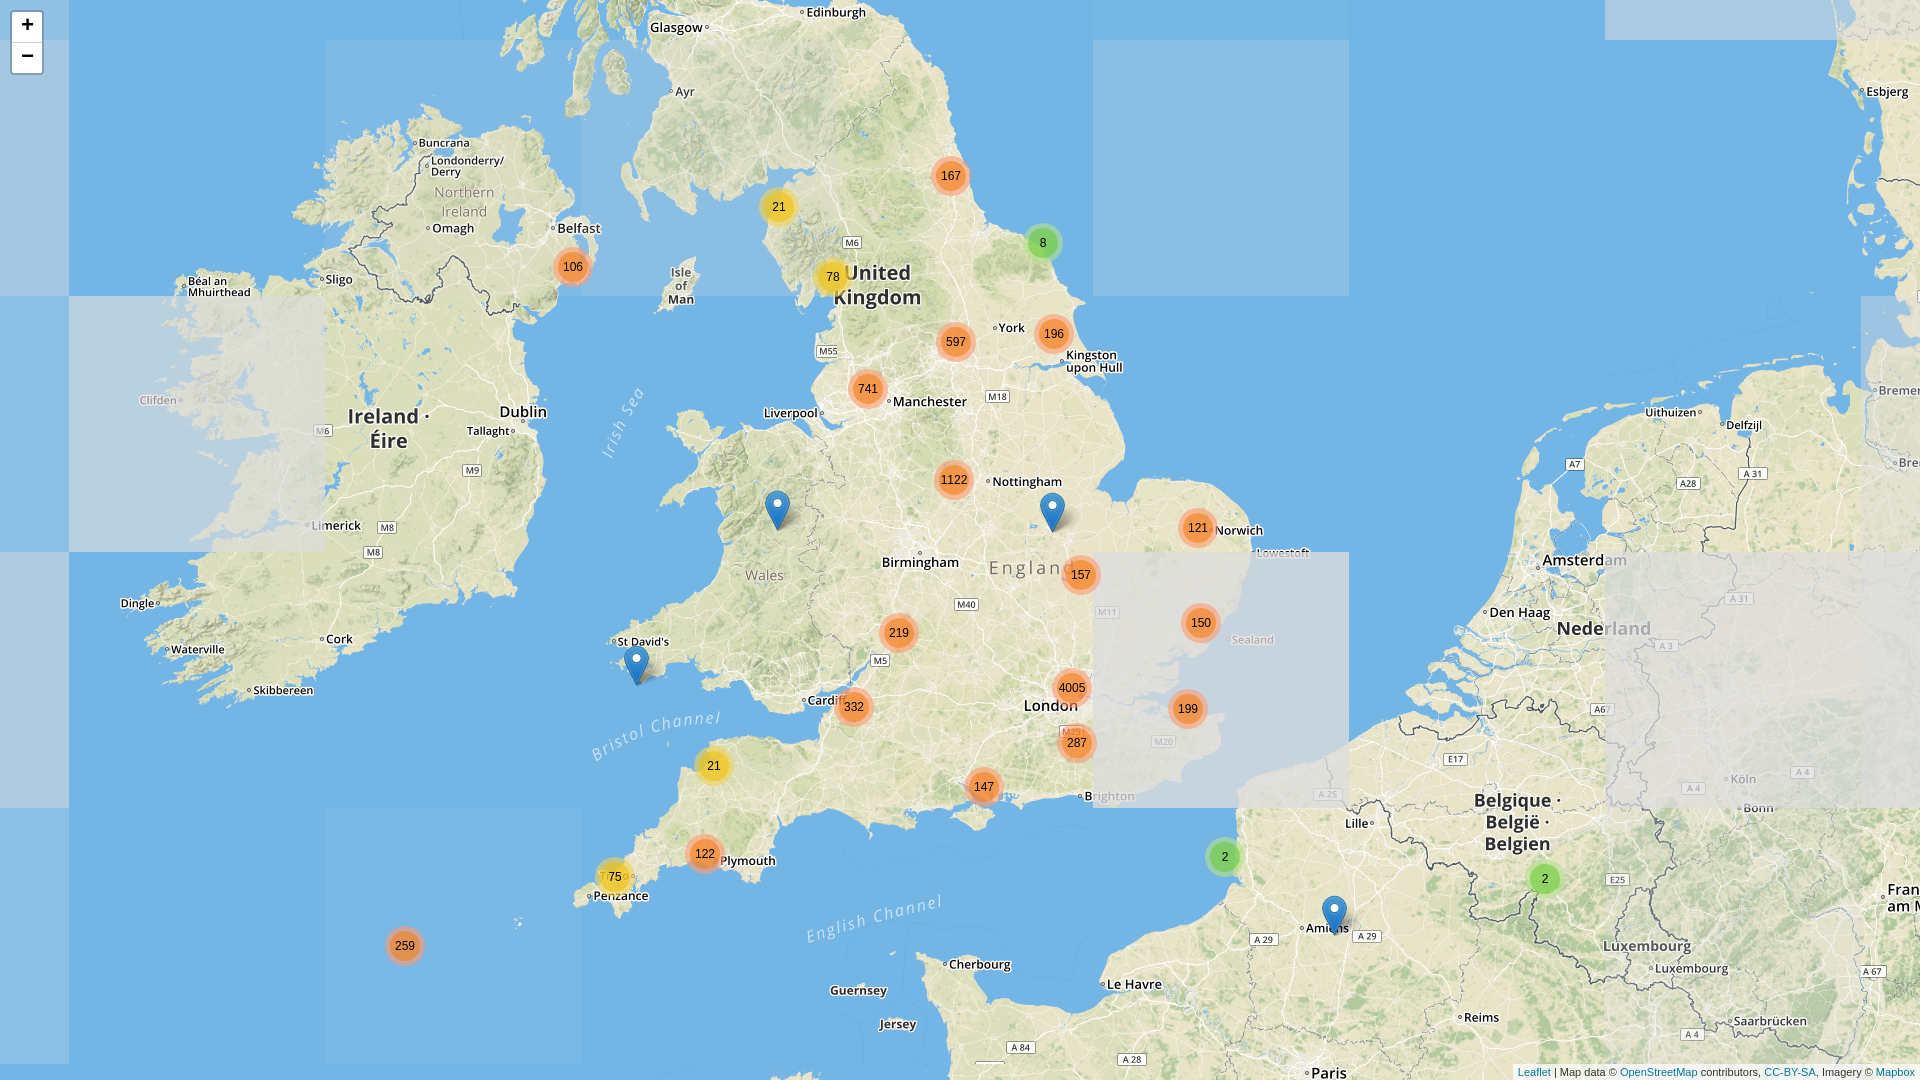 +
−
Glasgow
Edinburgh
Ayr
Esbjerg
Buncrana
Londonderry/
Derry
Northern
Ireland
Omagh
Belfast
167
21
M6
8
106
Isle
of
Man
78
United
Kingdom
Sligo
Béal an
Mhuirthead
York
196
597
M55
Kingston
upon Hull
741
Manchester
M18
Liverpool
Clifden
Ireland ·
Éire
Dublin
M6
Tallaght
M9
Irish Sea
Uithuizen
Delfzijl
Bremer
A7
A 31
A28
Bre
1122
Nottingham
Limerick
M8
M8
121
Norwich
Lowestoft
Birmingham
England
157
Wales
Amsterdam
A 31
Dingle
M40
M11
Den Haag
150
Nederland
Cork
St David's
219
Sealand
Waterville
M5
A 3
Skibbereen
4005
Cardiff
332
London
199
A67
Bristol Channel
M25
287
M20
E17
21
147
Brighton
A 25
Köln
A 4
A 4
Bonn
Belgique ·
België ·
Belgien
Lille
122
Plymouth
2
75
Penzance
2
E25
Fran
am M
English Channel
259
Amiens
A 29
A 29
Luxembourg
Luxembourg
A 67
Cherbourg
Guernsey
Le Havre
Jersey
Reims
Saarbrücken
A 84
A 28
A 4
Paris
Leaflet | Map data © OpenStreetMap contributors, CC-BY-SA, Imagery © Mapbox